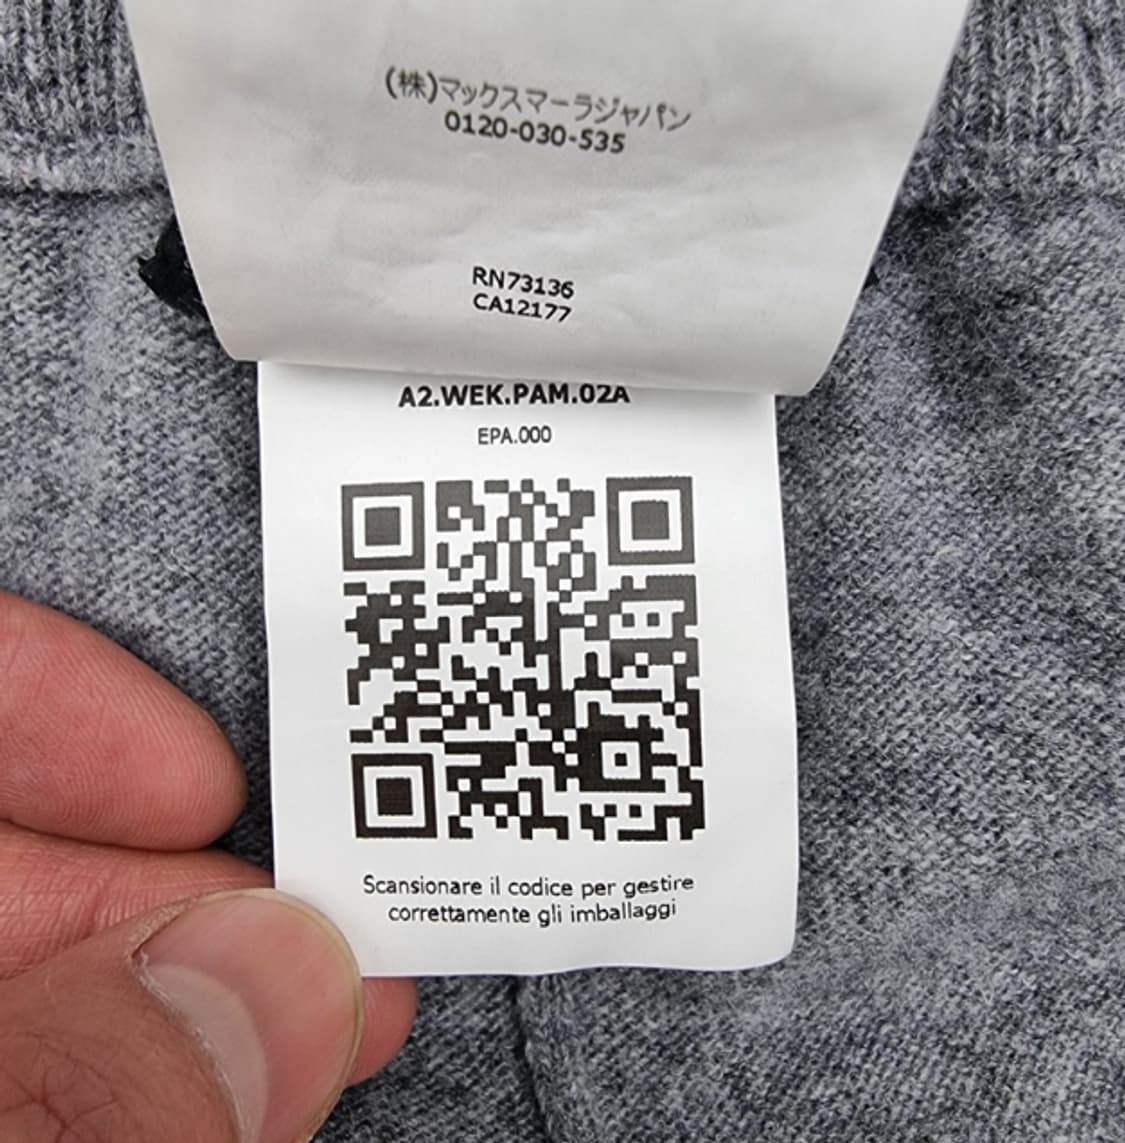 (株)マックスマーラジャパン
0120-030-535
RN73136
CA12177
A2.WEK.PAM.02A
EPA.000
Scansionare il codice per gestire
correttamente gli imballaggi